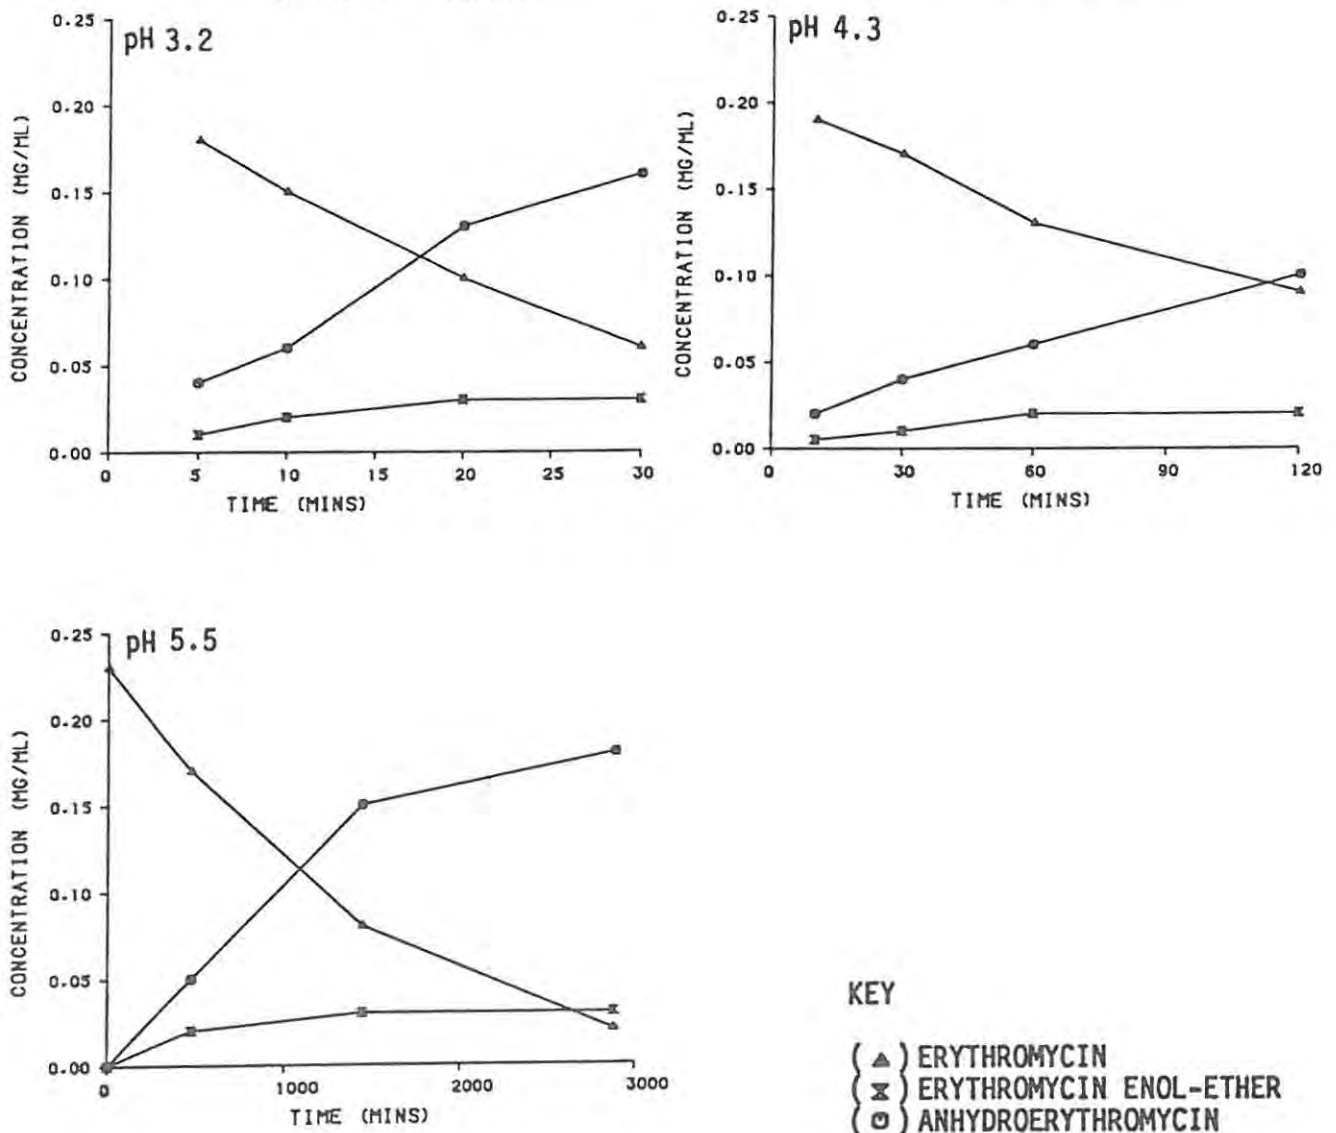 pH 3.2
0.25
0.20
0.15
0.10
0.05
0.00
CONCENTRATION (MG/ML)
0
5
10
15
20
25
30
TIME (MINS)
pH 4.3
0.25
0.20
0.15
0.10
0.05
0.00
CONCENTRATION (MG/ML)
0
30
60
90
120
TIME (MINS)
pH 5.5
0.25
0.20
0.15
0.10
0.05
0.00
CONCENTRATION (MG/ML)
0
1000
2000
3000
TIME (MINS)
KEY
( ) ERYTHROMYCIN
( ) ERYTHROMYCIN ENOL-ETHER
( ) ANHYDROERYTHROMYCIN